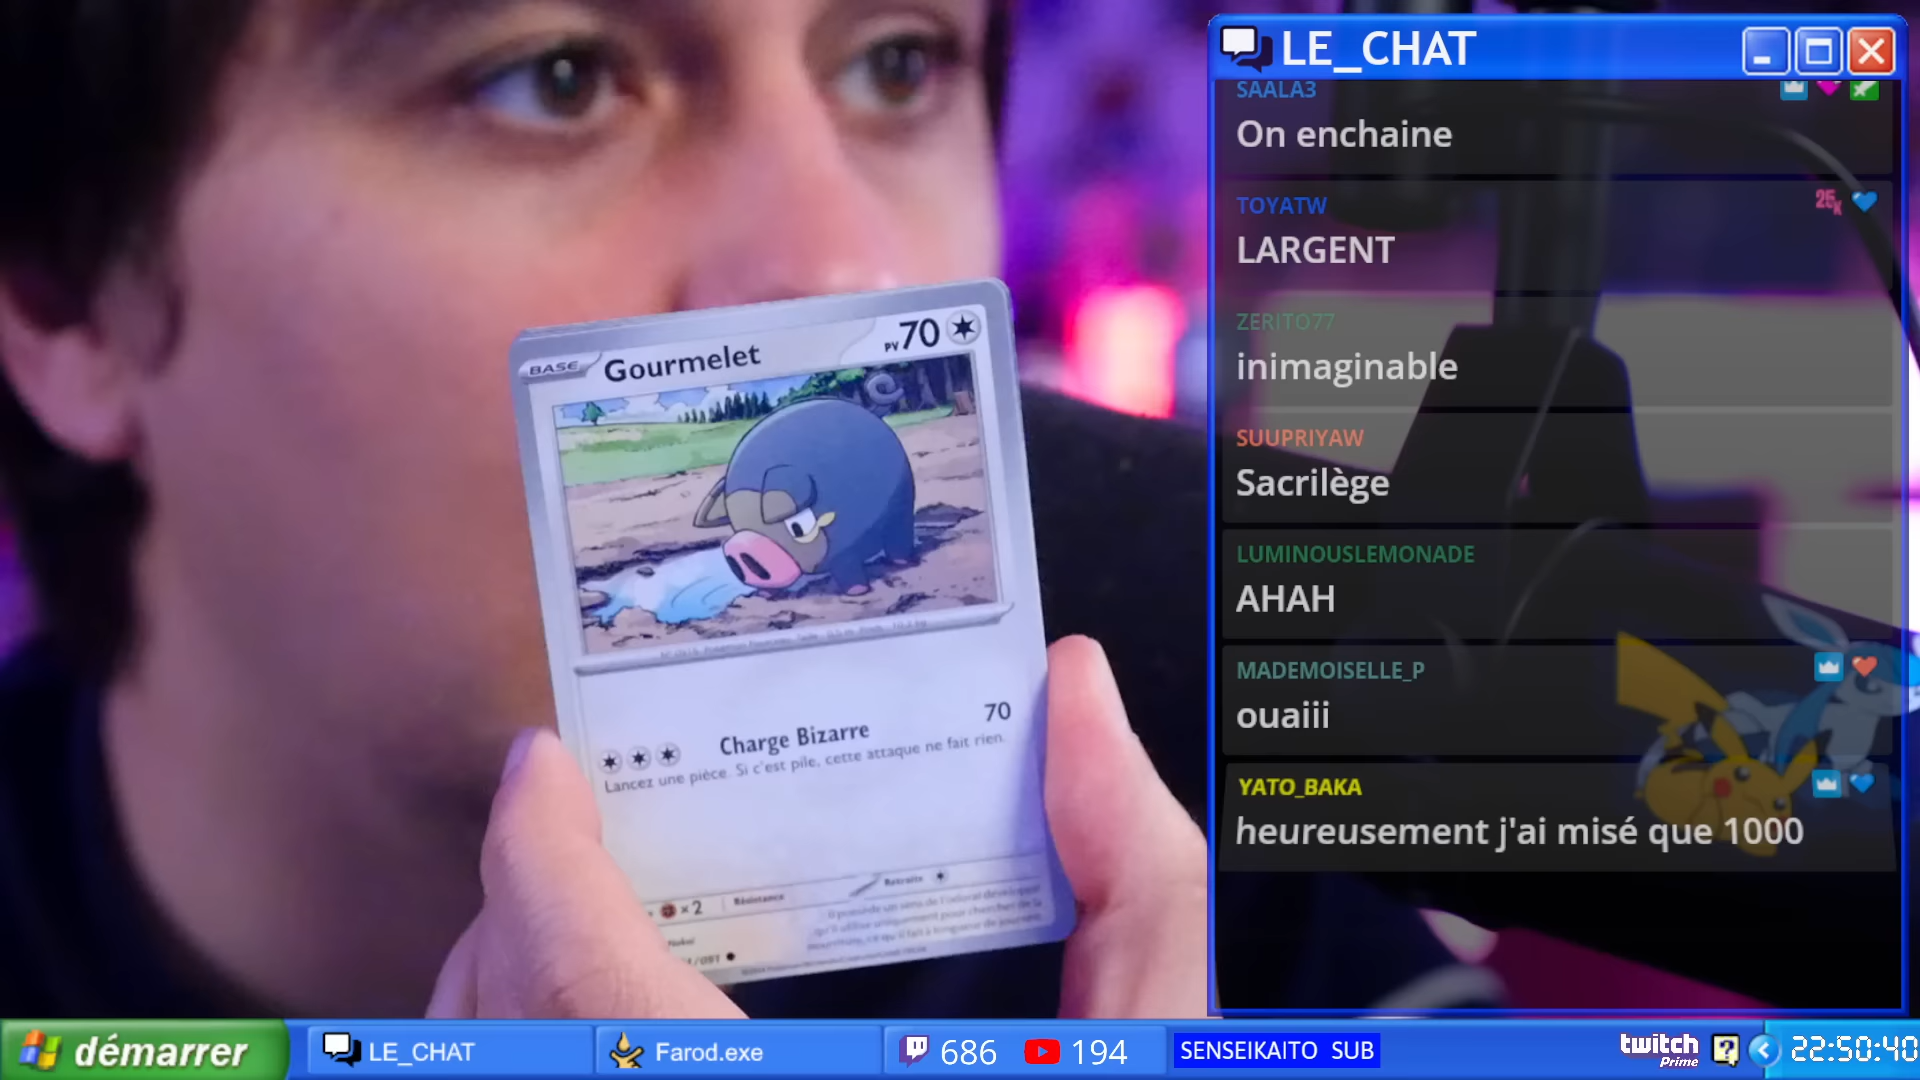 BASE
Gourmelet
PV 70
Charge Bizarre
70
Lancez une pièce. Si c'est pile, cette attaque ne fait rien.
×2
Résistance
Retraite
LE_CHAT
SAALA3
On enchaine
TOYATW
25K
LARGENT
ZERITO77
inimaginable
SUUPRIYAW
Sacrilège
LUMINOUSLEMONADE
AHAH
MADEMOISELLE_P
ouaiii
YATO_BAKA
heureusement j'ai misé que 1000
démarrer
LE_CHAT
Farod.exe
686
194
SENSEIKAITO SUB
twitch
Prime
22:50:40